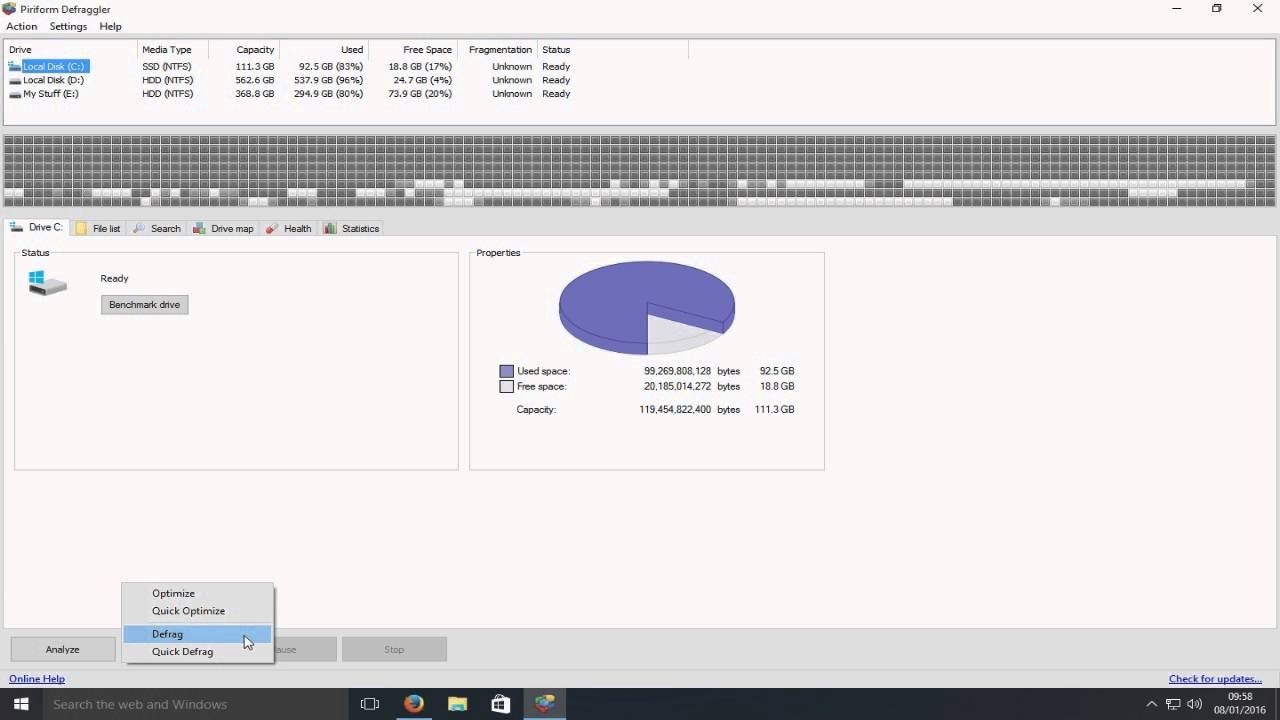 Piriform Defraggler
Action Settings Help
Drive Media Type Capacity Used Free Space Fragmentation Status
Local Disk (C:) SSD (NTFS) 111.3 GB 92.5 GB (83%) 18.8 GB (17%) Unknown Ready
Local Disk (D:) HDD (NTFS) 562.6 GB 537.9 GB (96%) 24.7 GB (4%) Unknown Ready
My Stuff (E:) HDD (NTFS) 368.8 GB 294.9 GB (80%) 73.9 GB (20%) Unknown Ready
Drive C: File list Search Drive map Health Statistics
Status
Ready
Benchmark drive
Properties
Used space: 99,269,808,128 bytes 92.5 GB
Free space: 20,185,014,272 bytes 18.8 GB
Capacity: 119,454,822,400 bytes 111.3 GB
Optimize
Quick Optimize
Defrag
Quick Defrag
Analyze ause Stop
Online Help Check for updates...
Search the web and Windows
09:58
08/01/2016